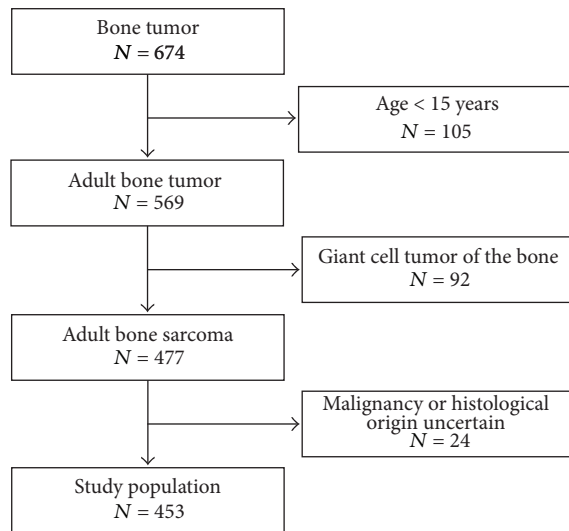 Bone tumor
N = 674
Age < 15 years
N = 105
Adult bone tumor
N = 569
Giant cell tumor of the bone
N = 92
Adult bone sarcoma
N = 477
Malignancy or histological
origin uncertain
N = 24
Study population
N = 453